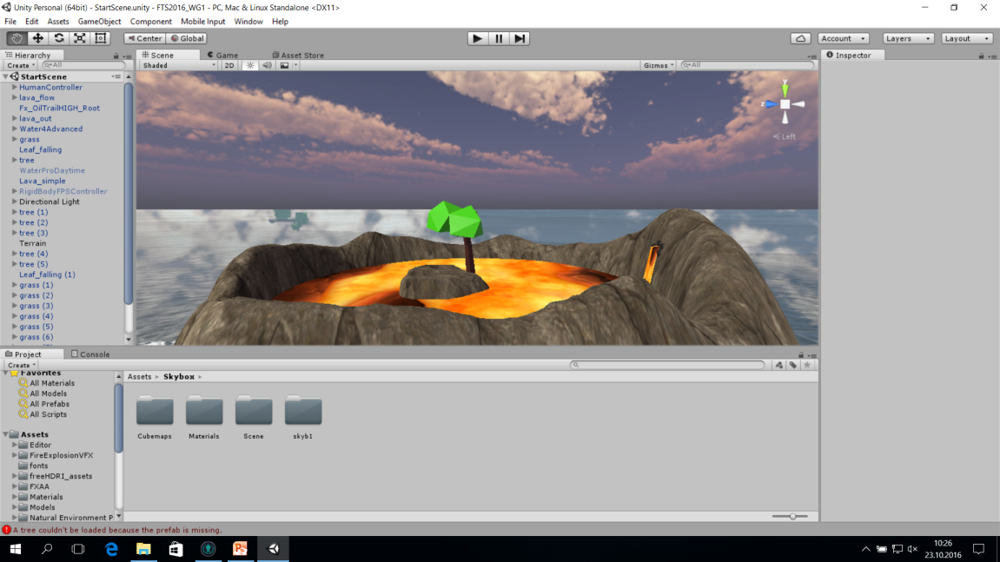 Unity Personal (64bit) - StartScene.unity - FTS2016_WG1 - PC, Mac & Linux Standalone <DX11>
File Edit Assets GameObject Component Mobile Input Window Help
Center Global Account Layers Layout
Hierarchy Scene Game Asset Store Inspector
Create All Shaded 2D Gizmos All
StartScene
HumanController
lava_flow
Fx_OilTrailHIGH_Root
lava_out
Water4Advanced
grass
Leaf_falling
tree
WaterProDaytime
Lava_simple
RigidBodyFPSController
Directional Light
tree (1)
tree (2)
tree (3)
Terrain
tree (4)
tree (5)
Leaf_falling (1)
grass (1)
grass (2)
grass (3)
grass (4)
grass (5)
grass (6)
y
z
Left
Project Console
Create
Favorites
All Materials
All Models
All Prefabs
All Scripts
Assets
Editor
FireExplosionVFX
fonts
freeHDRI_assets
FXAA
Materials
Models
Natural Environment P
Assets Skybox
Cubemaps Materials Scene skyb1
A tree couldn't be loaded because the prefab is missing.
10:26
23.10.2016